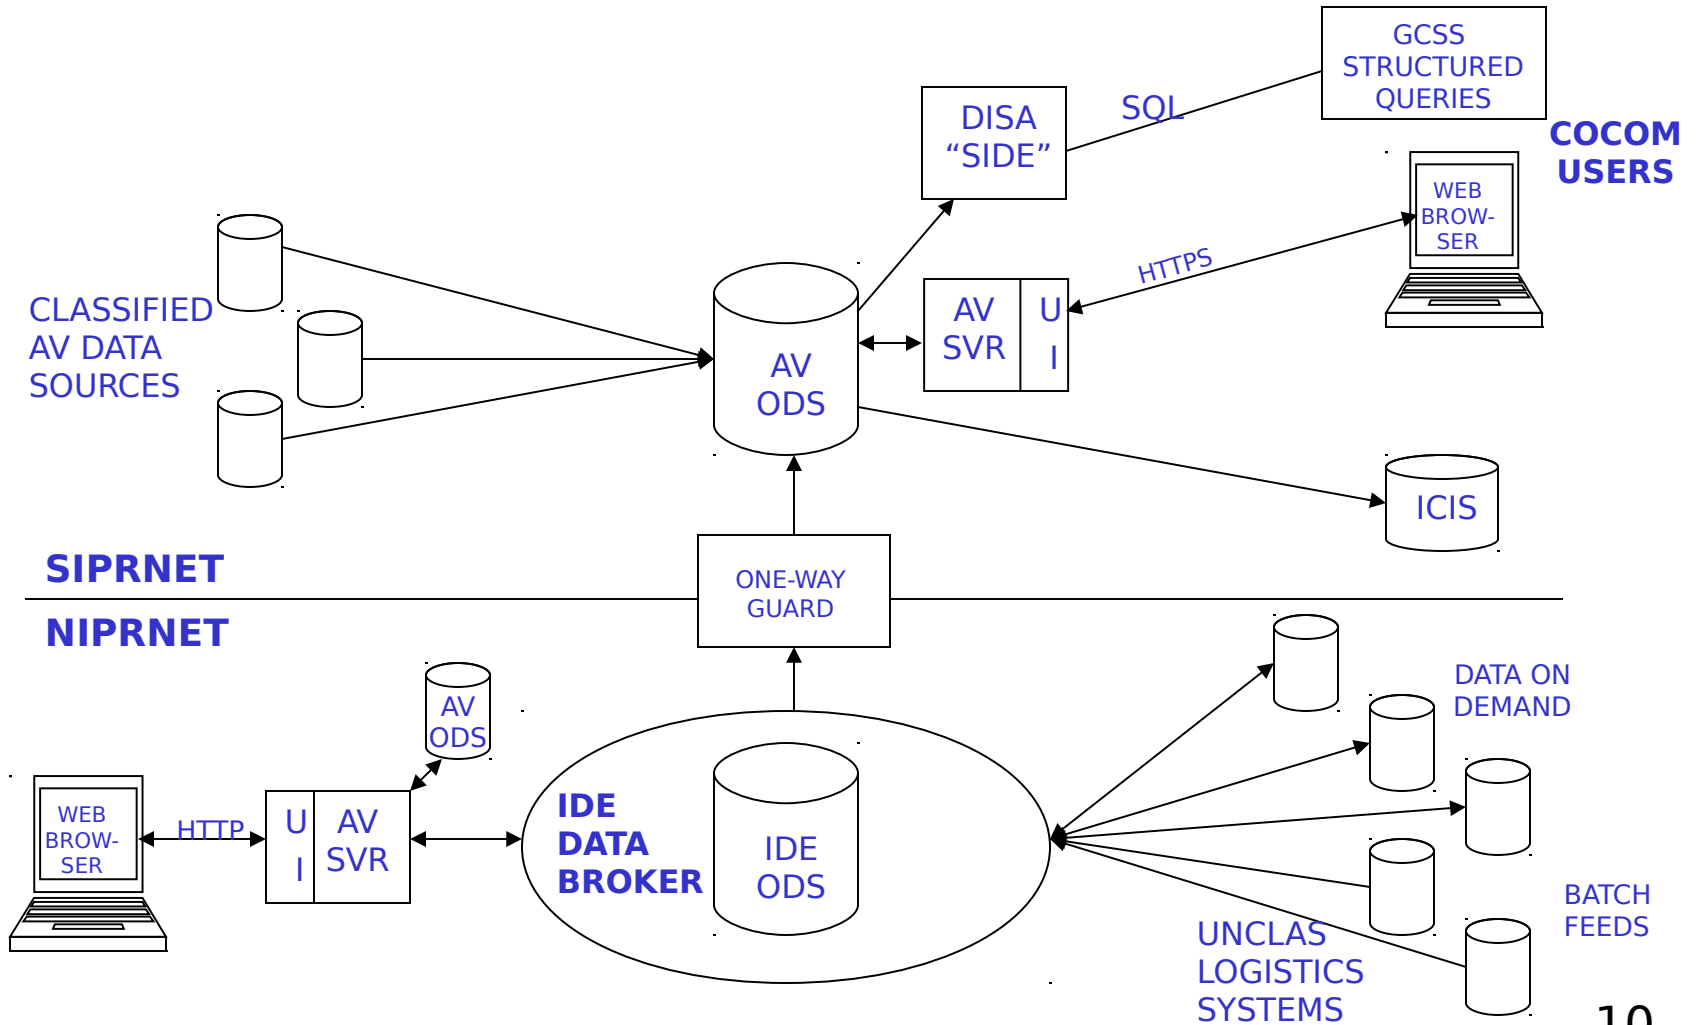 GCSS
STRUCTURED
QUERIES
SQL
DISA
“SIDE”
COCOM
USERS
WEB
BROW-
SER
HTTPS
CLASSIFIED
AV DATA
SOURCES
AV
ODS
AV
SVR
U
I
ICIS
SIPRNET
ONE-WAY
GUARD
NIPRNET
AV
ODS
DATA ON
DEMAND
WEB
BROW-
SER
HTTP
U
I
AV
SVR
IDE
DATA
BROKER
IDE
ODS
BATCH
FEEDS
UNCLAS
LOGISTICS
SYSTEMS
10